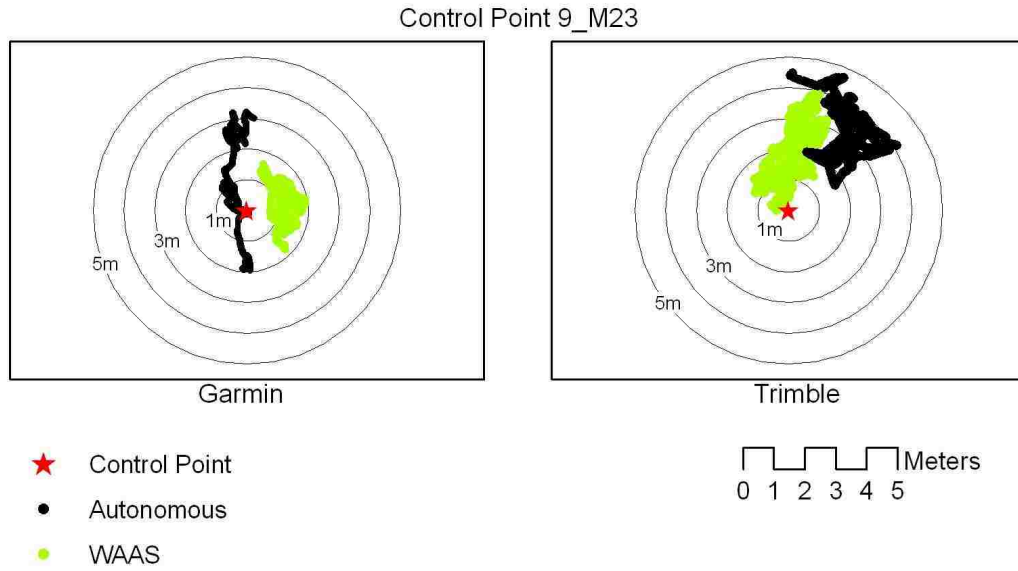 Control Point 9_M23
1m
3m
5m
1m
3m
5m
Garmin
Trimble
Control Point
Autonomous
WAAS
Meters
0 1 2 3 4 5